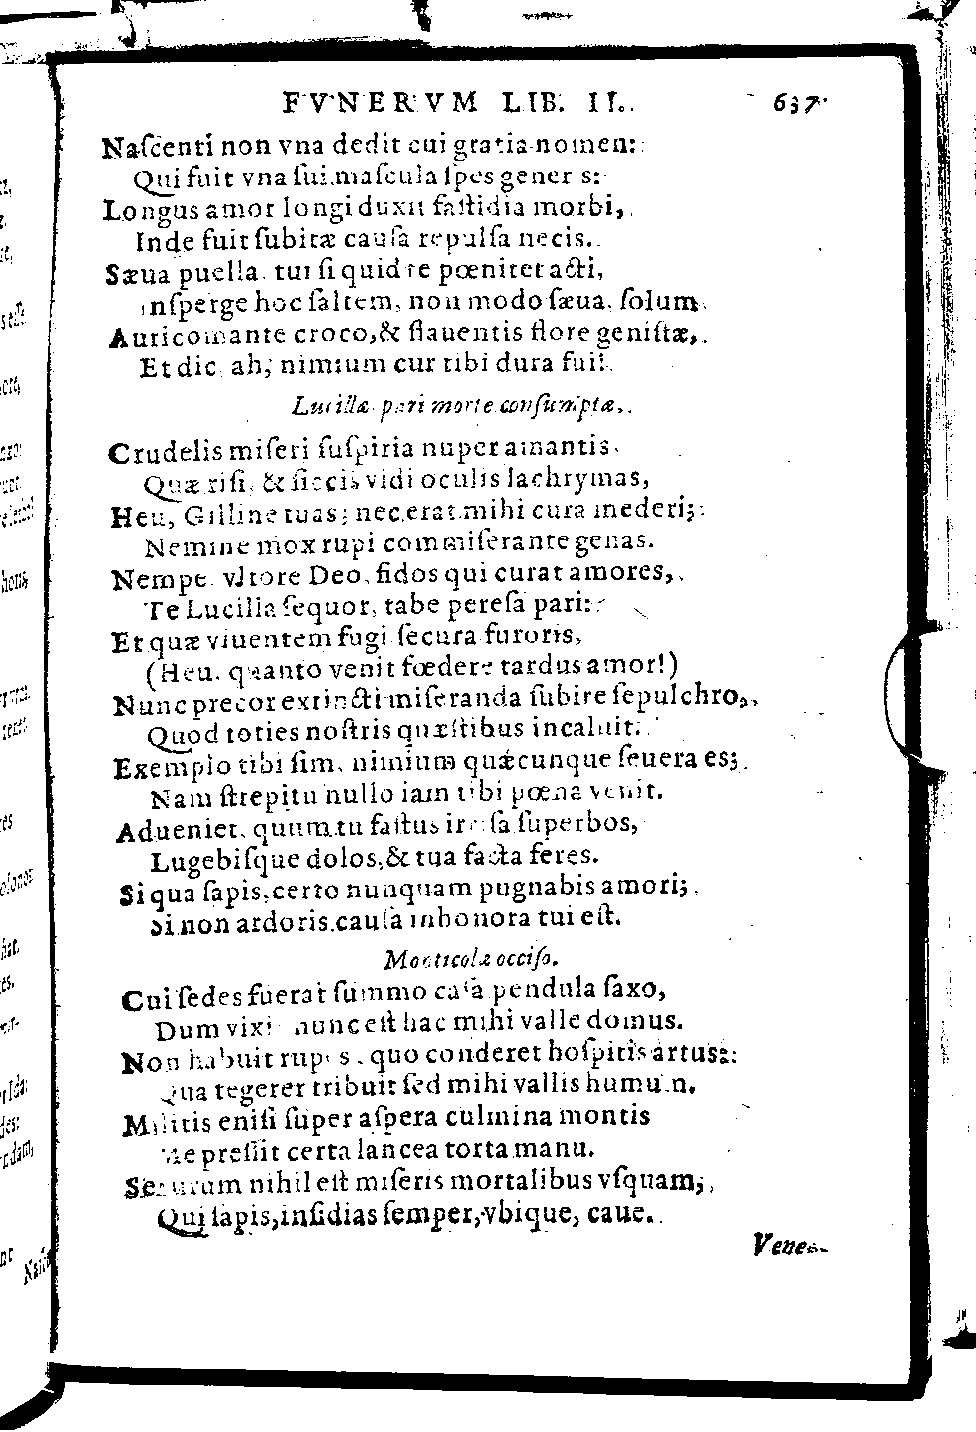 FVNERVM LIB. II. 637
Naſcenti non vna dedit cui gratia nomen:
Qui fuit vna ſui maſcula ſpes generis:
Longus amor longi duxit faſtidia morbi,
Inde fuit ſubitæ cauſa repulſa necis.
Sæua puella tui ſi quid te pœnitet acti,
inſperge hoc ſaltem, non modo ſæua, ſolum
Auricomante croco, & flauentis flore geniſtæ,
Et dic ah, nimium cur tibi dura fui!
Lucillæ pari morte conſumptæ.
Crudelis miſeri ſuſpiria nuper amantis
Quæ riſi, & ſiccis vidi oculis lachrymas,
Heu, Gilline tuas; nec erat mihi cura mederi;
Nemine mox rupi commiſerante genas.
Nempe vltore Deo, fidos qui curat amores,
Te Lucilla ſequor, tabe pereſa pari:
Et quæ viuentem fugi ſecura furoris,
(Heu, quanto venit fœdere tardus amor!)
Nunc precor extincti miſeranda ſubire ſepulchro,
Quod toties noſtris quæſtibus incaluit.
Exemplo tibi ſim, nimium quæcunque ſeuera es;
Nam ſtrepitu nullo iam tibi pœna venit.
Adueniet, quum tu faſtus ſuperbos,
Lugebiſque dolos, & tua facta feres.
Si qua ſapis, certo nunquam pugnabis amori;
Si non ardoris cauſa inhonora tui eſt.
Monticolæ occiſo.
Cui ſedes fuerat ſummo caſa pendula ſaxo,
Dum vixi nunc eſt hac mihi valle domus.
Non habuit rupes, quo conderet hoſpitis artus:
Qua tegerer tribuit ſed mihi vallis humum.
Militis eniſi ſuper aſpera culmina montis
Me preſſit certa lancea torta manu.
Securum nihil eſt miſeris mortalibus vſquam;
Qui ſapis, inſidias ſemper, vbique, caue.
Vene-